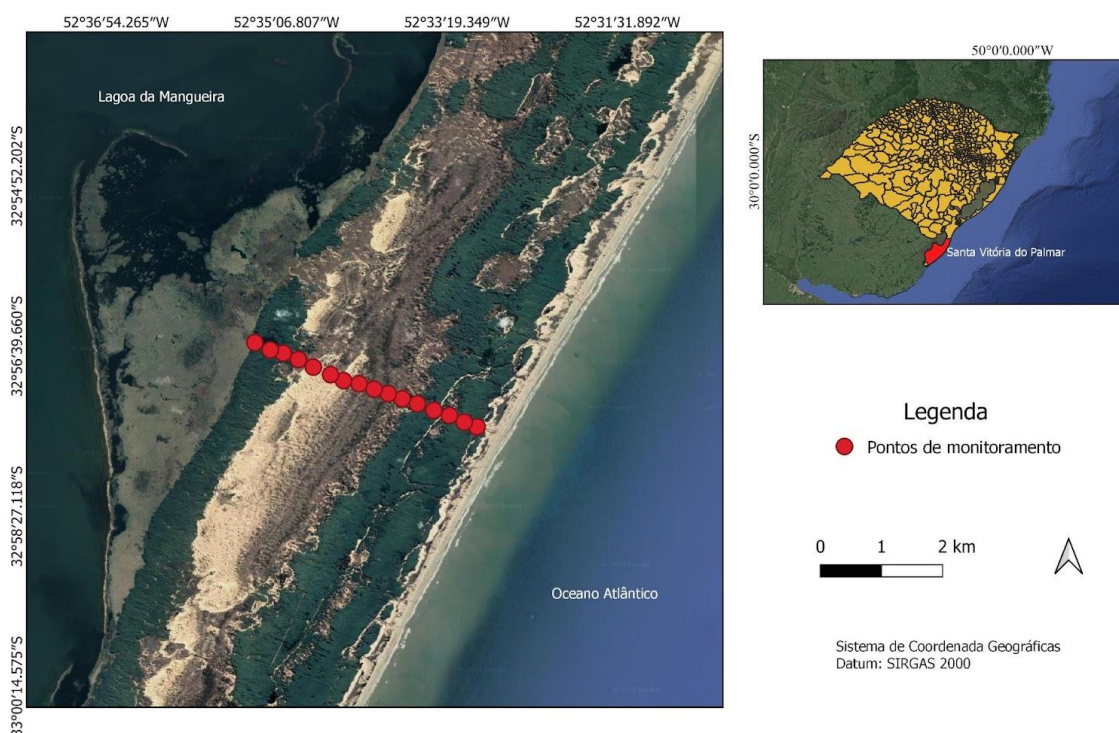 52°36′54.265″W
52°35′06.807″W
52°33′19.349″W
52°31′31.892″W
50°0′0.000″W
Lagoa da Mangueira
32°54′52.202″S
30°0′0.000″S
Santa Vitória do Palmar
32°56′39.660″S
Legenda
Pontos de monitoramento
32°58′27.118″S
0 1 2 km
Oceano Atlântico
33°00′14.575″S
Sistema de Coordenada Geográficas
Datum: SIRGAS 2000